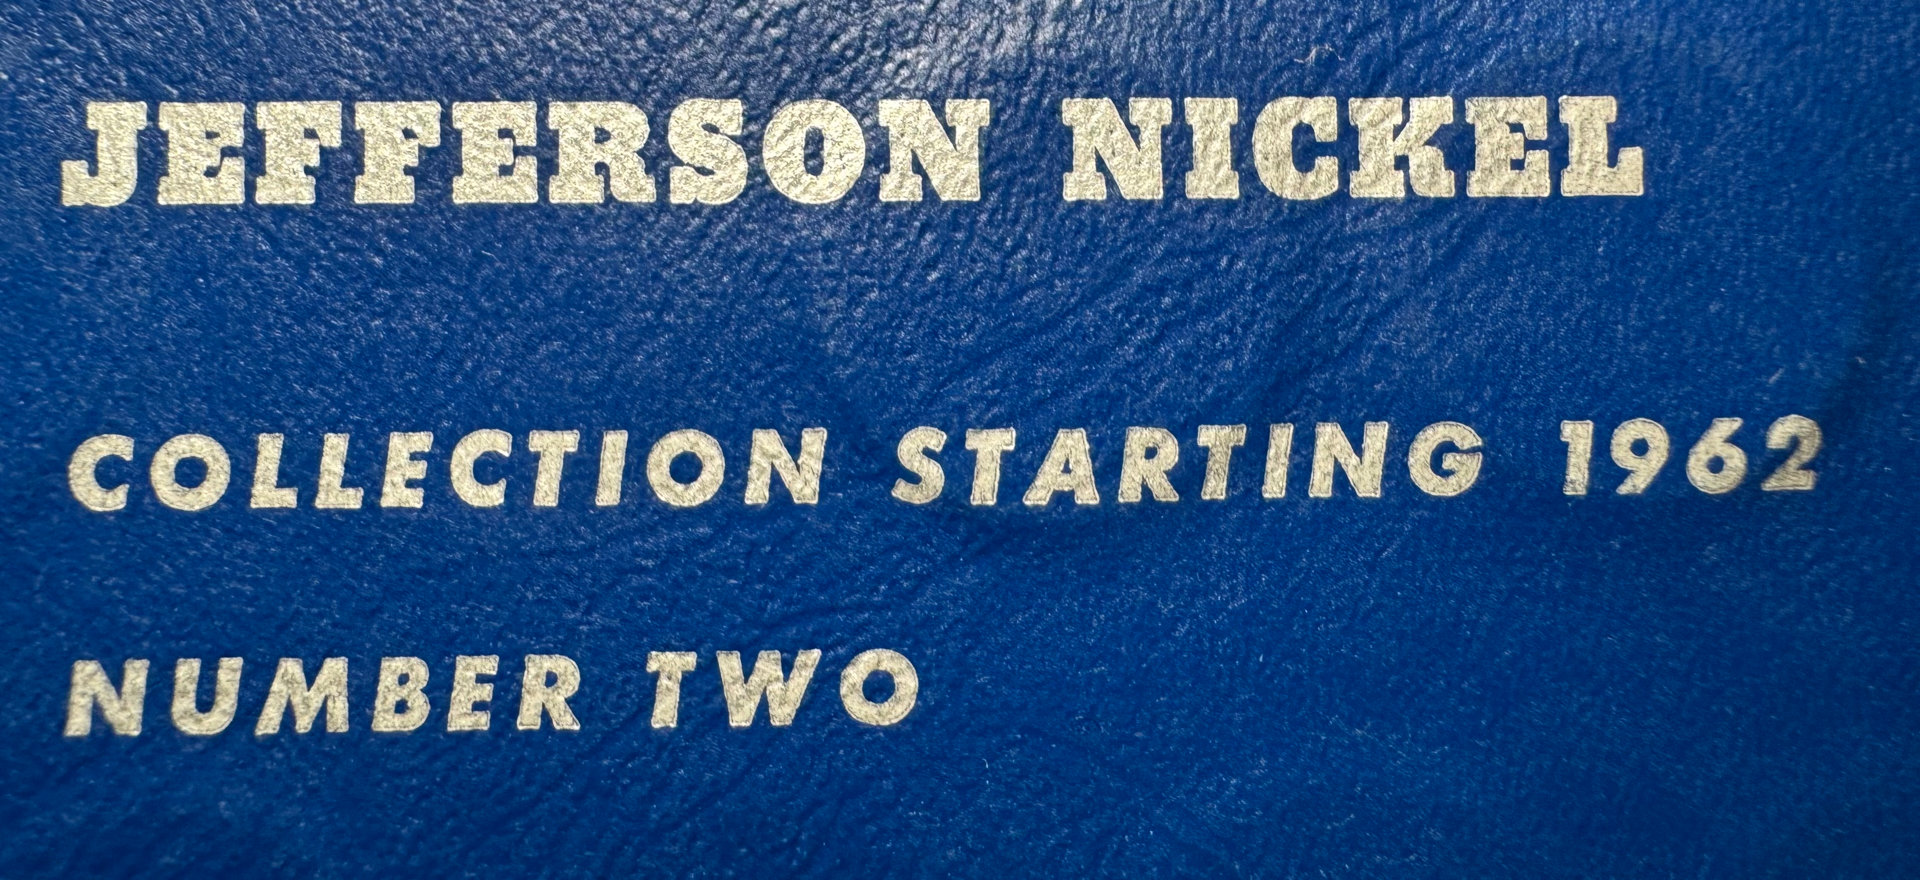 JEFFERSON NICKEL
COLLECTION STARTING 1962
NUMBER TWO